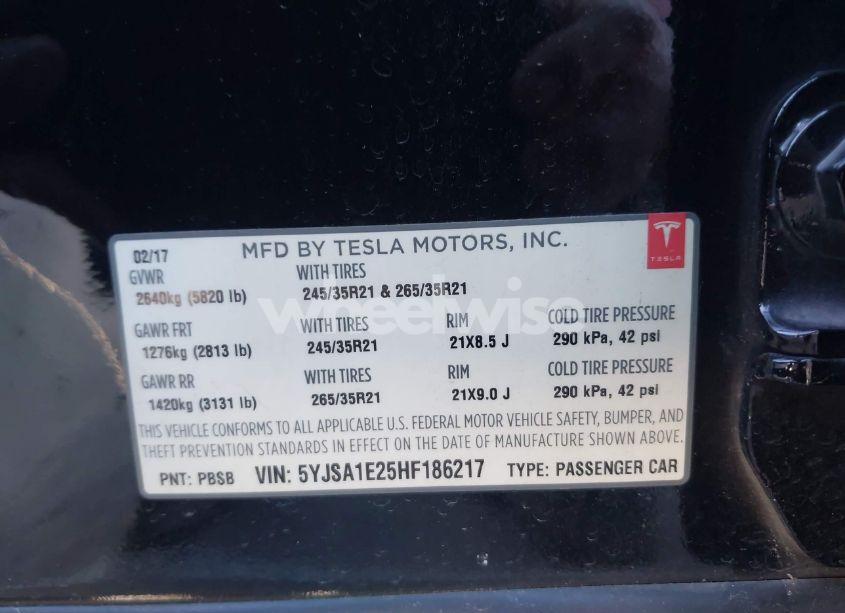 02/17 MFD BY TESLA MOTORS, INC.
TESLA
GVWR WITH TIRES
2640kg (5820 lb) 245/35R21 & 265/35R21
wheelwise
GAWR FRT WITH TIRES RIM COLD TIRE PRESSURE
1276kg (2813 lb) 245/35R21 21X8.5 J 290 kPa, 42 psi
GAWR RR WITH TIRES RIM COLD TIRE PRESSURE
1420kg (3131 lb) 265/35R21 21X9.0 J 290 kPa, 42 psi
THIS VEHICLE CONFORMS TO ALL APPLICABLE U.S. FEDERAL MOTOR VEHICLE SAFETY, BUMPER, AND
THEFT PREVENTION STANDARDS IN EFFECT ON THE DATE OF MANUFACTURE SHOWN ABOVE.
PNT: PBSB VIN: 5YJSA1E25HF186217 TYPE: PASSENGER CAR